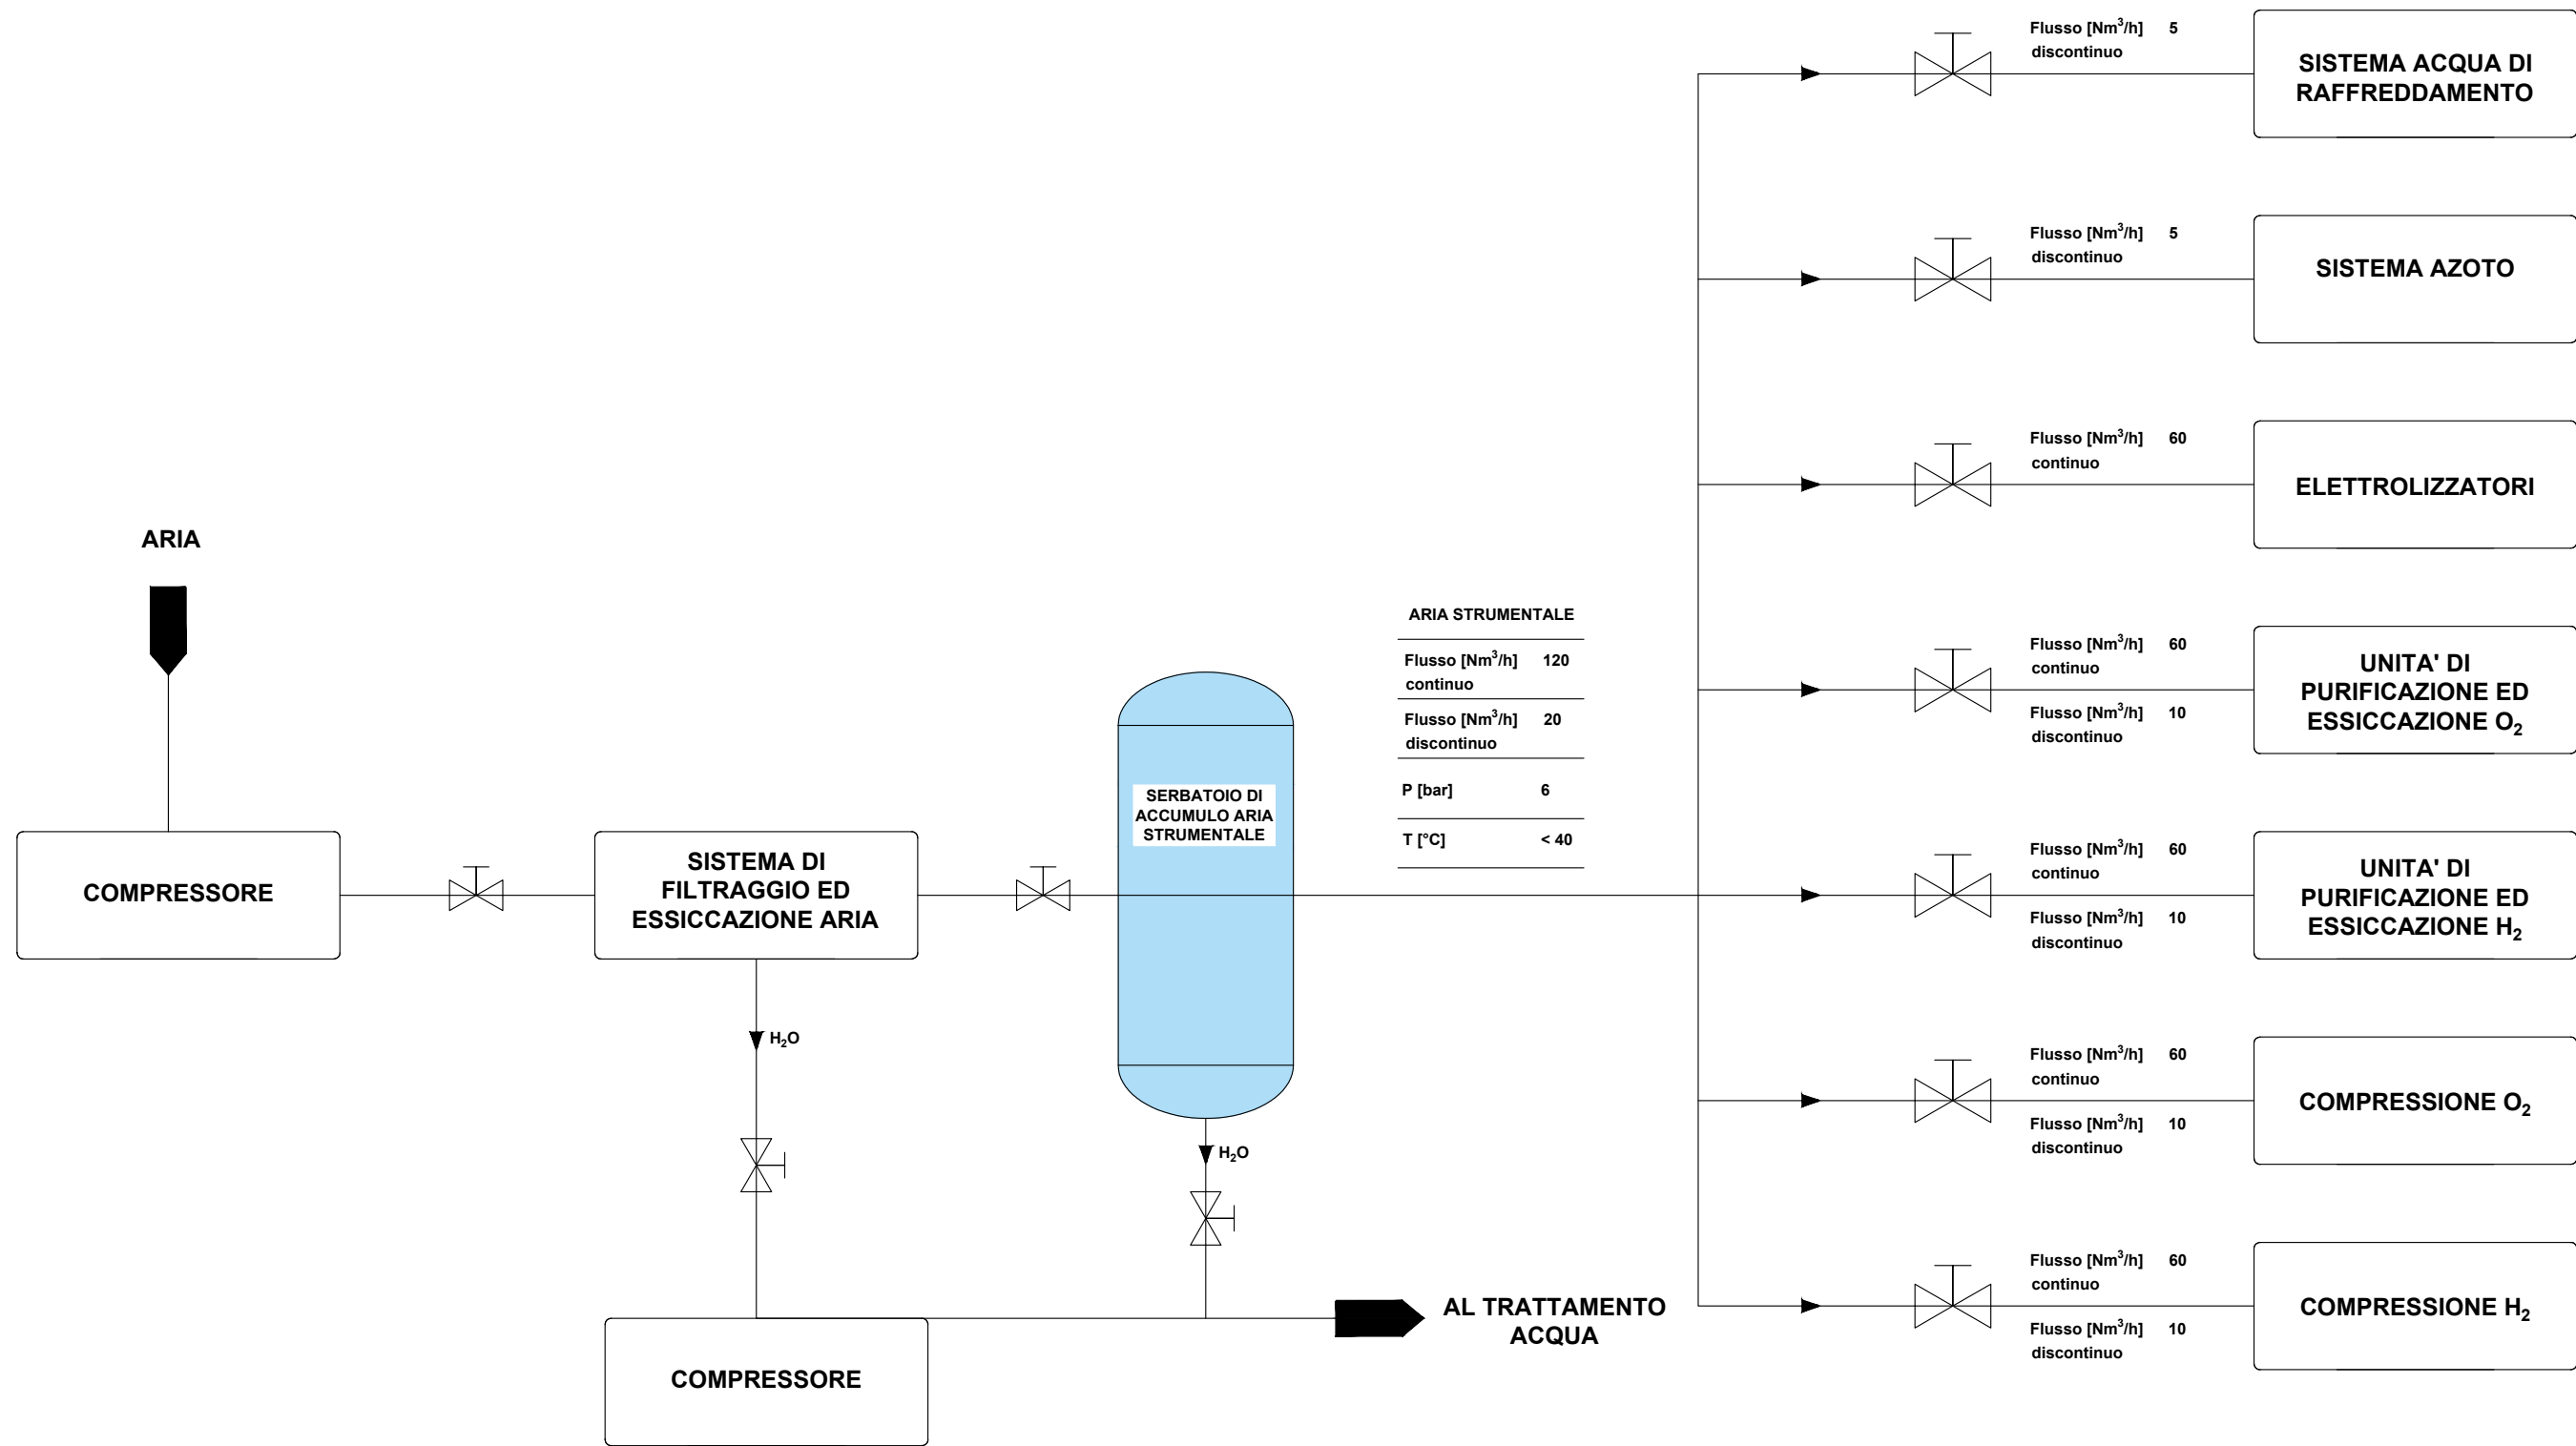 Flusso [Nm³/h] 5
discontinuo
SISTEMA ACQUA DI
RAFFREDDAMENTO
Flusso [Nm³/h] 5
discontinuo
SISTEMA AZOTO
Flusso [Nm³/h] 60
continuo
ELETTROLIZZATORI
ARIA
ARIA STRUMENTALE
Flusso [Nm³/h] 120
continuo
Flusso [Nm³/h] 20
discontinuo
P [bar] 6
T [°C] < 40
Flusso [Nm³/h] 60
continuo
Flusso [Nm³/h] 10
discontinuo
UNITA' DI
PURIFICAZIONE ED
ESSICCAZIONE O₂
SERBATOIO DI
ACCUMULO ARIA
STRUMENTALE
COMPRESSORE
SISTEMA DI
FILTRAGGIO ED
ESSICCAZIONE ARIA
Flusso [Nm³/h] 60
continuo
Flusso [Nm³/h] 10
discontinuo
UNITA' DI
PURIFICAZIONE ED
ESSICCAZIONE H₂
H₂O
H₂O
Flusso [Nm³/h] 60
continuo
Flusso [Nm³/h] 10
discontinuo
COMPRESSIONE O₂
AL TRATTAMENTO
ACQUA
COMPRESSORE
Flusso [Nm³/h] 60
continuo
Flusso [Nm³/h] 10
discontinuo
COMPRESSIONE H₂